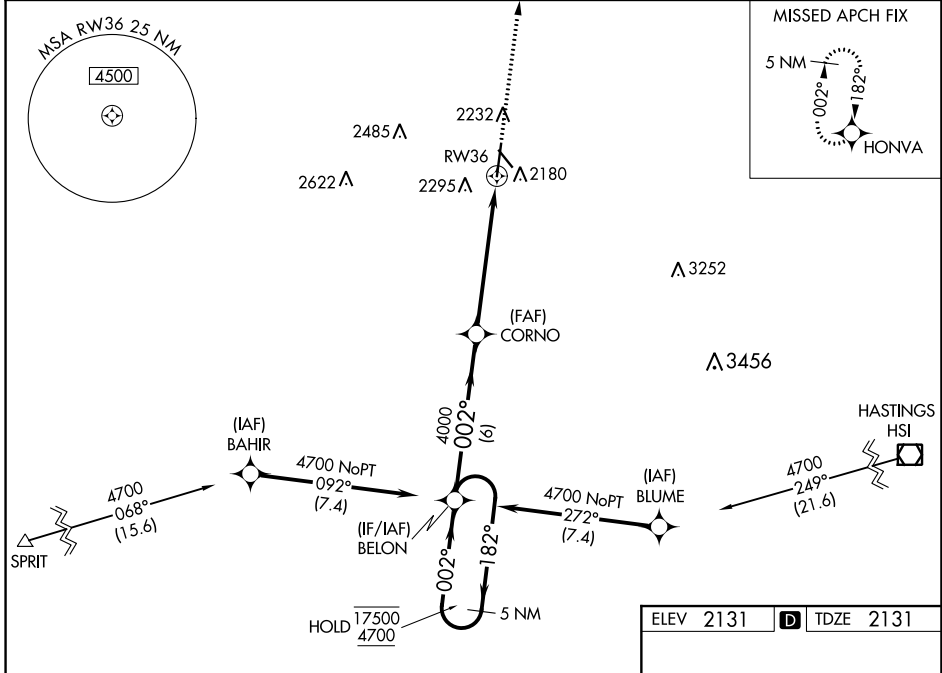 MSA RW36 25 NM
4500
MISSED APCH FIX
5 NM
002°
182°
HONVA
2232
2485
RW36
2180
2622
2295
3252
(FAF)
CORNO
3456
4000
002°
(6)
HASTINGS
HSI
(IAF)
BAHIR
4700 NoPT
092°
(7.4)
4700
068°
(15.6)
SPRIT
(IF/IAF)
BELON
4700 NoPT
272°
(7.4)
(IAF)
BLUME
4700
249°
(21.6)
002°
182°
HOLD
17500
4700
5 NM
ELEV 2131 D TDZE 2131